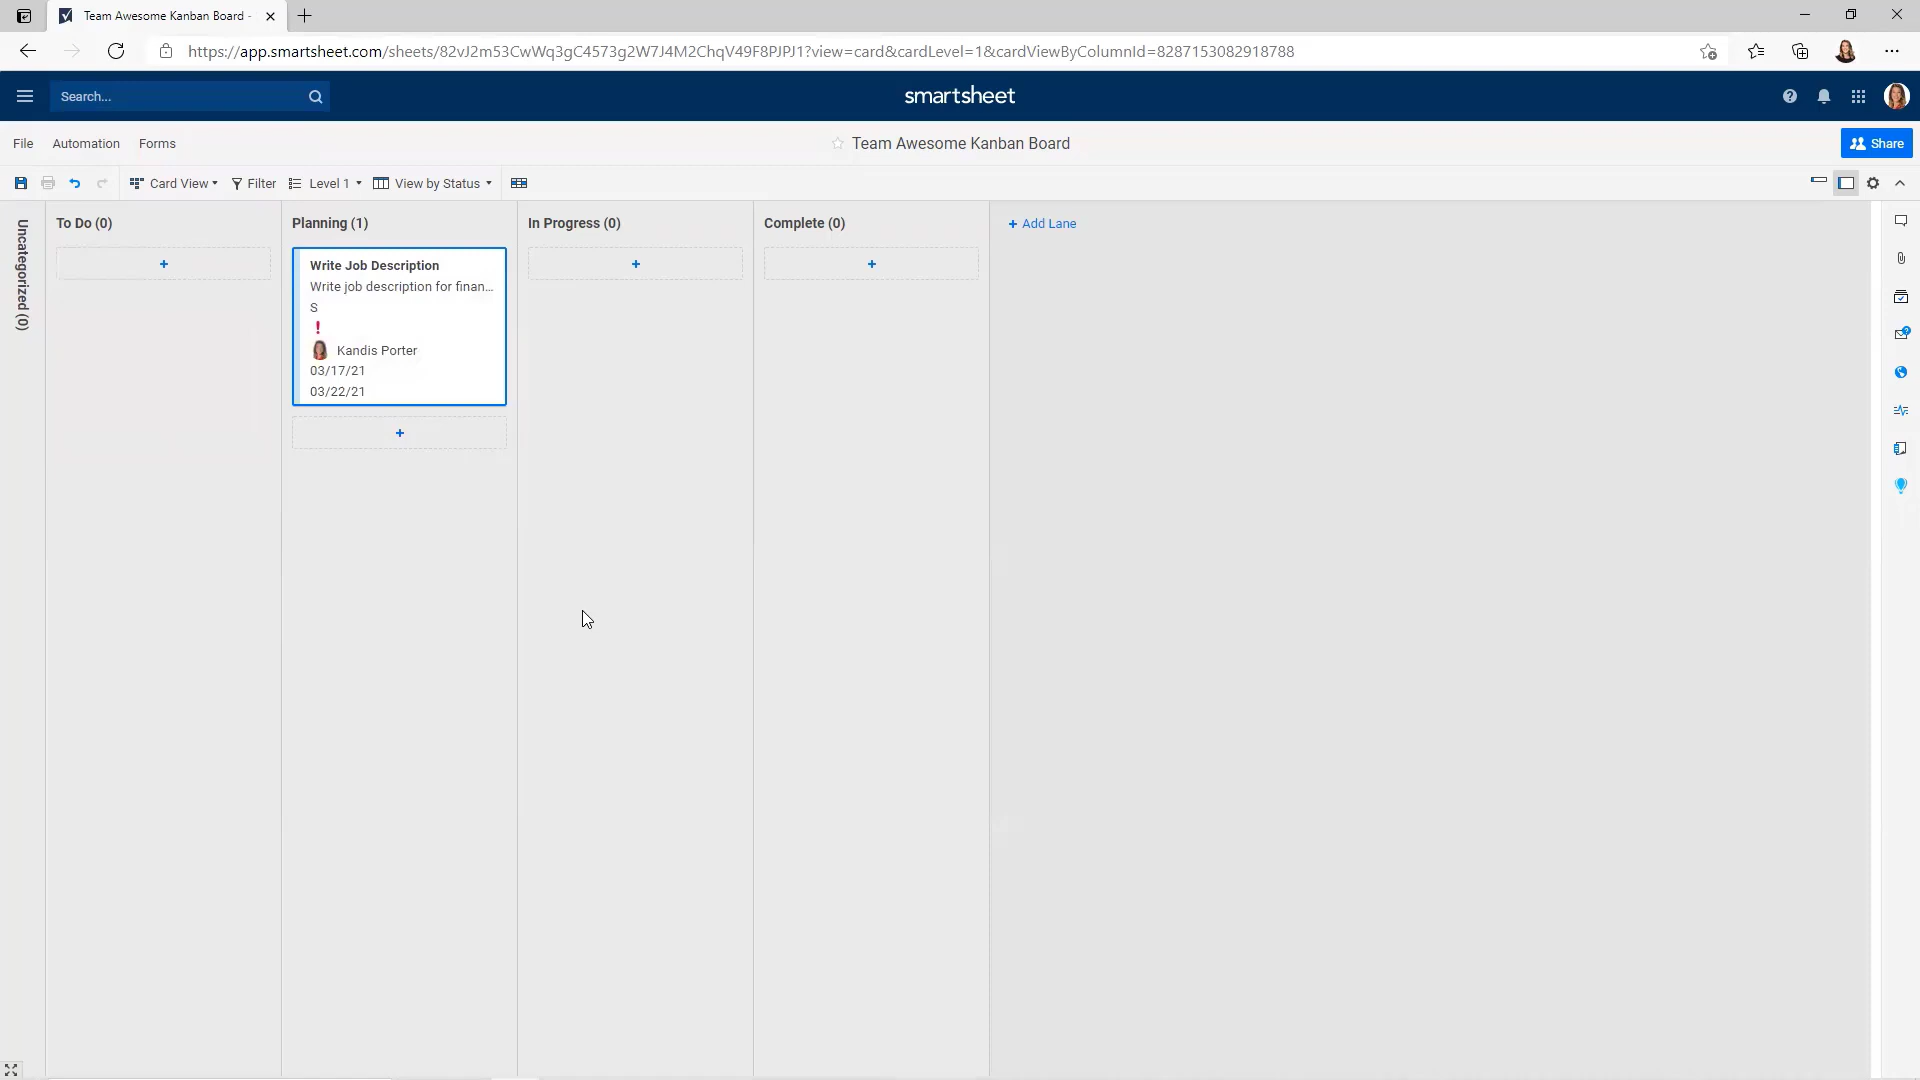 Team Awesome Kanban Board -
https://app.smartsheet.com/sheets/82vJ2m53CwWq3gC4573g2W7J4M2ChqV49F8PJPJ1?view=card&cardLevel=1&cardViewByColumnId=8287153082918788
Search...
smartsheet
File Automation Forms
Team Awesome Kanban Board
Share
Card View Filter Level 1 View by Status
Uncategorized (0)
To Do (0)
Planning (1)
In Progress (0)
Complete (0)
+ Add Lane
+
Write Job Description
Write job description for finan...
S
!
Kandis Porter
03/17/21
03/22/21
+
+
+